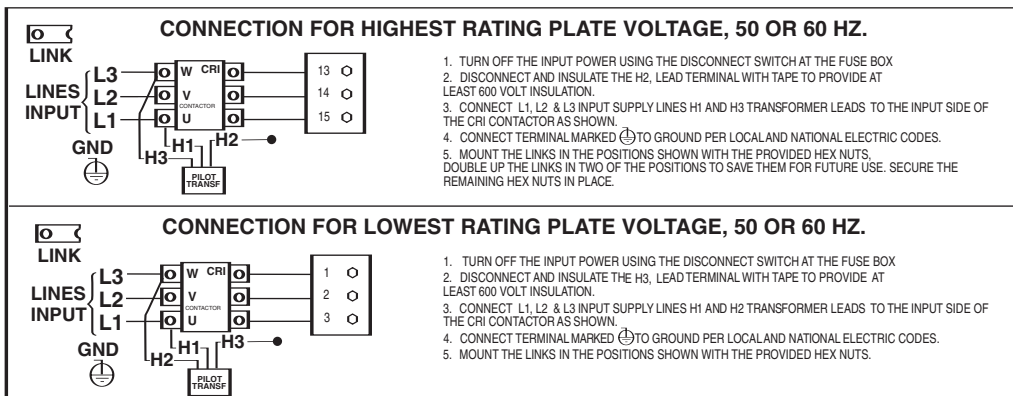 CONNECTION FOR HIGHEST RATING PLATE VOLTAGE, 50 OR 60 HZ.
LINK
LINES
INPUT
L3
L2
L1
GND
W CRI
V
CONTACTOR
U
H1
H2
H3
PILOT
TRANSF
13
14
15
1. TURN OFF THE INPUT POWER USING THE DISCONNECT SWITCH AT THE FUSE BOX
2. DISCONNECT AND INSULATE THE H2, LEAD TERMINAL WITH TAPE TO PROVIDE AT
LEAST 600 VOLT INSULATION.
3. CONNECT L1, L2 & L3 INPUT SUPPLY LINES H1 AND H3 TRANSFORMER LEADS TO THE INPUT SIDE OF
THE CRI CONTACTOR AS SHOWN.
4. CONNECT TERMINAL MARKED TO GROUND PER LOCAL AND NATIONAL ELECTRIC CODES.
5. MOUNT THE LINKS IN THE POSITIONS SHOWN WITH THE PROVIDED HEX NUTS,
DOUBLE UP THE LINKS IN TWO OF THE POSITIONS TO SAVE THEM FOR FUTURE USE. SECURE THE
REMAINING HEX NUTS IN PLACE.
CONNECTION FOR LOWEST RATING PLATE VOLTAGE, 50 OR 60 HZ.
LINK
LINES
INPUT
L3
L2
L1
GND
W CRI
V
CONTACTOR
U
H1
H3
H2
PILOT
TRANSF
1
2
3
1. TURN OFF THE INPUT POWER USING THE DISCONNECT SWITCH AT THE FUSE BOX
2. DISCONNECT AND INSULATE THE H3, LEAD TERMINAL WITH TAPE TO PROVIDE AT
LEAST 600 VOLT INSULATION.
3. CONNECT L1, L2 & L3 INPUT SUPPLY LINES H1 AND H2 TRANSFORMER LEADS TO THE INPUT SIDE OF
THE CRI CONTACTOR AS SHOWN.
4. CONNECT TERMINAL MARKED TO GROUND PER LOCAL AND NATIONAL ELECTRIC CODES.
5. MOUNT THE LINKS IN THE POSITIONS SHOWN WITH THE PROVIDED HEX NUTS.